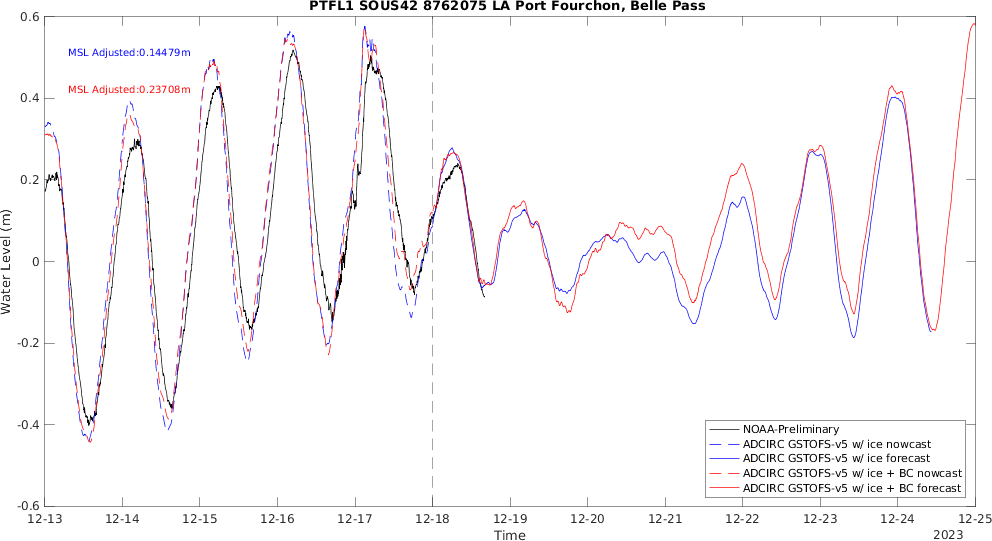 PTFL1 SOUS42 8762075 LA Port Fourchon, Belle Pass
0.6
MSL Adjusted:0.14479m
MSL Adjusted:0.23708m
0.4
0.2
0
-0.2
-0.4
-0.6
Water Level (m)
NOAA-Preliminary
ADCIRC GSTOFS-v5 w/ ice nowcast
ADCIRC GSTOFS-v5 w/ ice forecast
ADCIRC GSTOFS-v5 w/ ice + BC nowcast
ADCIRC GSTOFS-v5 w/ ice + BC forecast
12-13 12-14 12-15 12-16 12-17 12-18 12-19 12-20 12-21 12-22 12-23 12-24 12-25
Time
2023